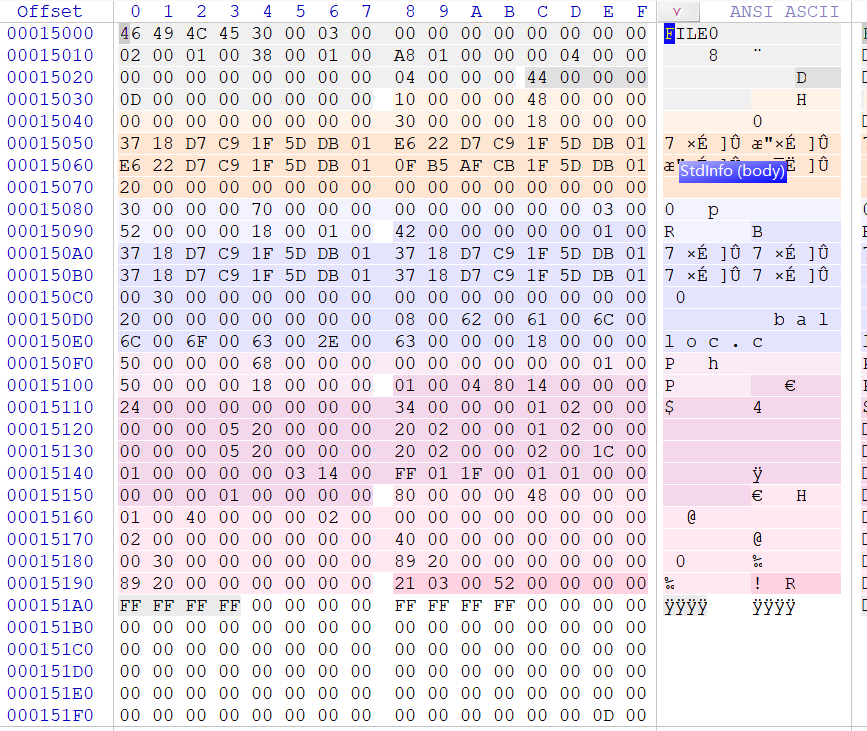 Offset 0 1 2 3 4 5 6 7 8 9 A B C D E F ˅ ANSI ASCII
00015000 46 49 4C 45 30 00 03 00 00 00 00 00 00 00 00 00 FILE0
00015010 02 00 01 00 38 00 01 00 A8 01 00 00 00 04 00 00 8 ¨
00015020 00 00 00 00 00 00 00 00 04 00 00 00 44 00 00 00 D
00015030 0D 00 00 00 00 00 00 00 10 00 00 00 48 00 00 00 H
00015040 00 00 00 00 00 00 00 00 30 00 00 00 18 00 00 00 0
00015050 37 18 D7 C9 1F 5D DB 01 E6 22 D7 C9 1F 5D DB 01 7 ×É ]Û æ"×É ]Û
00015060 E6 22 D7 C9 1F 5D DB 01 0F B5 AF CB 1F 5D DB 01 æ" Ë ]Û
StdInfo (body)
00015070 20 00 00 00 00 00 00 00 00 00 00 00 00 00 00 00
00015080 30 00 00 00 70 00 00 00 00 00 00 00 00 00 03 00 0 p
00015090 52 00 00 00 18 00 01 00 42 00 00 00 00 00 01 00 R B
000150A0 37 18 D7 C9 1F 5D DB 01 37 18 D7 C9 1F 5D DB 01 7 ×É ]Û 7 ×É ]Û
000150B0 37 18 D7 C9 1F 5D DB 01 37 18 D7 C9 1F 5D DB 01 7 ×É ]Û 7 ×É ]Û
000150C0 00 30 00 00 00 00 00 00 00 00 00 00 00 00 00 00 0
000150D0 20 00 00 00 00 00 00 00 08 00 62 00 61 00 6C 00 b a l
000150E0 6C 00 6F 00 63 00 2E 00 63 00 00 00 18 00 00 00 l o c . c
000150F0 50 00 00 00 68 00 00 00 00 00 00 00 00 00 01 00 P h
00015100 50 00 00 00 18 00 00 00 01 00 04 80 14 00 00 00 P €
00015110 24 00 00 00 00 00 00 00 34 00 00 00 01 02 00 00 $ 4
00015120 00 00 00 05 20 00 00 00 20 02 00 00 01 02 00 00
00015130 00 00 00 05 20 00 00 00 20 02 00 00 02 00 1C 00
00015140 01 00 00 00 00 03 14 00 FF 01 1F 00 01 01 00 00 ÿ
00015150 00 00 00 01 00 00 00 00 80 00 00 00 48 00 00 00 € H
00015160 01 00 40 00 00 00 02 00 00 00 00 00 00 00 00 00 @
00015170 02 00 00 00 00 00 00 00 40 00 00 00 00 00 00 00 @
00015180 00 30 00 00 00 00 00 00 89 20 00 00 00 00 00 00 0 ‰
00015190 89 20 00 00 00 00 00 00 21 03 00 52 00 00 00 00 ‰ ! R
000151A0 FF FF FF FF 00 00 00 00 FF FF FF FF 00 00 00 00 ÿÿÿÿ ÿÿÿÿ
000151B0 00 00 00 00 00 00 00 00 00 00 00 00 00 00 00 00
000151C0 00 00 00 00 00 00 00 00 00 00 00 00 00 00 00 00
000151D0 00 00 00 00 00 00 00 00 00 00 00 00 00 00 00 00
000151E0 00 00 00 00 00 00 00 00 00 00 00 00 00 00 00 00
000151F0 00 00 00 00 00 00 00 00 00 00 00 00 00 00 0D 00